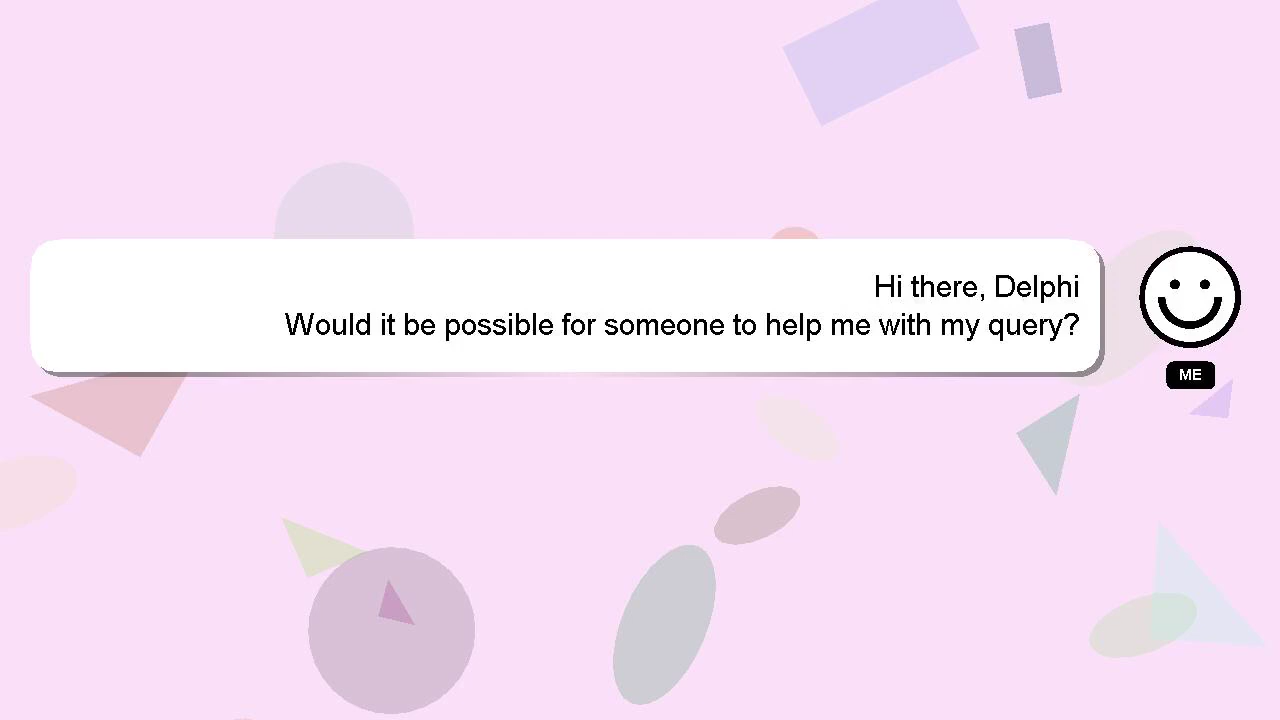 Hi there, Delphi
Would it be possible for someone to help me with my query?
ME